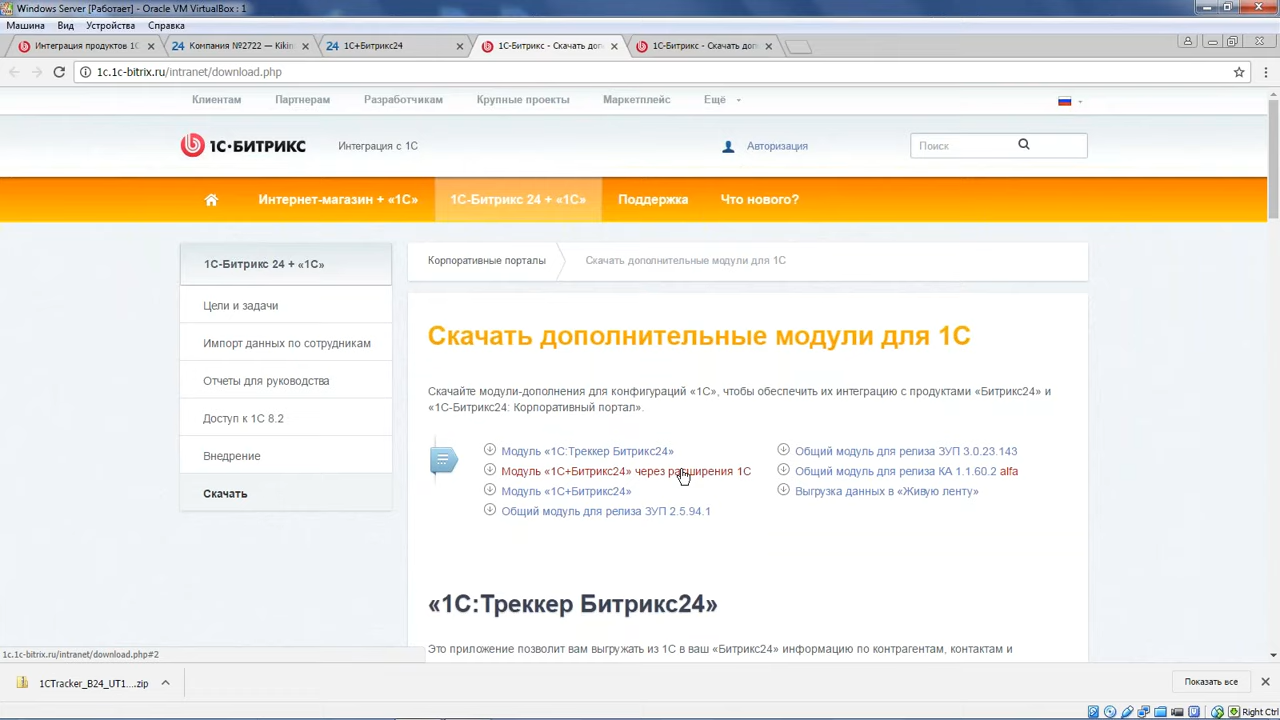 Windows Server [Работает] - Oracle VM VirtualBox : 1
Машина Вид Устройства Справка
Интеграция продуктов 1С
24 Компания №2722 — Kikin
24 1С+Битрикс24
1С-Битрикс - Скачать доп
1С-Битрикс - Скачать доп
1c.1c-bitrix.ru/intranet/download.php
Клиентам Партнерам Разработчикам Крупные проекты Маркетплейс Ещё
1С·БИТРИКС Интеграция с 1С Авторизация Поиск
Интернет-магазин + «1С» 1С-Битрикс 24 + «1С» Поддержка Что нового?
1С-Битрикс 24 + «1С»
Цели и задачи
Импорт данных по сотрудникам
Отчеты для руководства
Доступ к 1С 8.2
Внедрение
Скачать
Корпоративные порталы Скачать дополнительные модули для 1С
Скачать дополнительные модули для 1С
Скачайте модули-дополнения для конфигураций «1С», чтобы обеспечить их интеграцию с продуктами «Битрикс24» и
«1С-Битрикс24: Корпоративный портал».
Модуль «1С:Треккер Битрикс24»
Модуль «1С+Битрикс24» через расширения 1С
Модуль «1С+Битрикс24»
Общий модуль для релиза ЗУП 2.5.94.1
Общий модуль для релиза ЗУП 3.0.23.143
Общий модуль для релиза КА 1.1.60.2 alfa
Выгрузка данных в «Живую ленту»
«1С:Треккер Битрикс24»
Это приложение позволит вам выгружать из 1С в ваш «Битрикс24» информацию по контрагентам, контактам и
1c.1c-bitrix.ru/intranet/download.php#2
1CTracker_B24_UT1....zip
Показать все
Right Ctrl